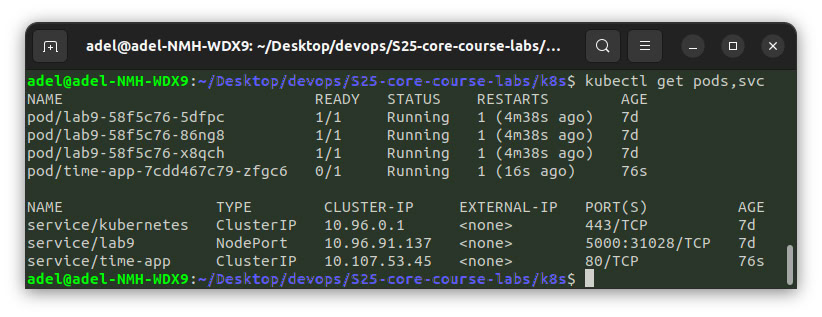 adel@adel-NMH-WDX9: ~/Desktop/devops/S25-core-course-labs/...
adel@adel-NMH-WDX9:~/Desktop/devops/S25-core-course-labs/k8s$ kubectl get pods,svc
NAME                            READY   STATUS    RESTARTS        AGE
pod/lab9-58f5c76-5dfpc          1/1     Running   1 (4m38s ago)   7d
pod/lab9-58f5c76-86ng8          1/1     Running   1 (4m38s ago)   7d
pod/lab9-58f5c76-x8qch          1/1     Running   1 (4m38s ago)   7d
pod/time-app-7cdd467c79-zfgc6   0/1     Running   1 (16s ago)     76s
NAME                 TYPE        CLUSTER-IP     EXTERNAL-IP   PORT(S)          AGE
service/kubernetes   ClusterIP   10.96.0.1      <none>        443/TCP          7d
service/lab9         NodePort    10.96.91.137   <none>        5000:31028/TCP   7d
service/time-app     ClusterIP   10.107.53.45   <none>        80/TCP           76s
adel@adel-NMH-WDX9:~/Desktop/devops/S25-core-course-labs/k8s$